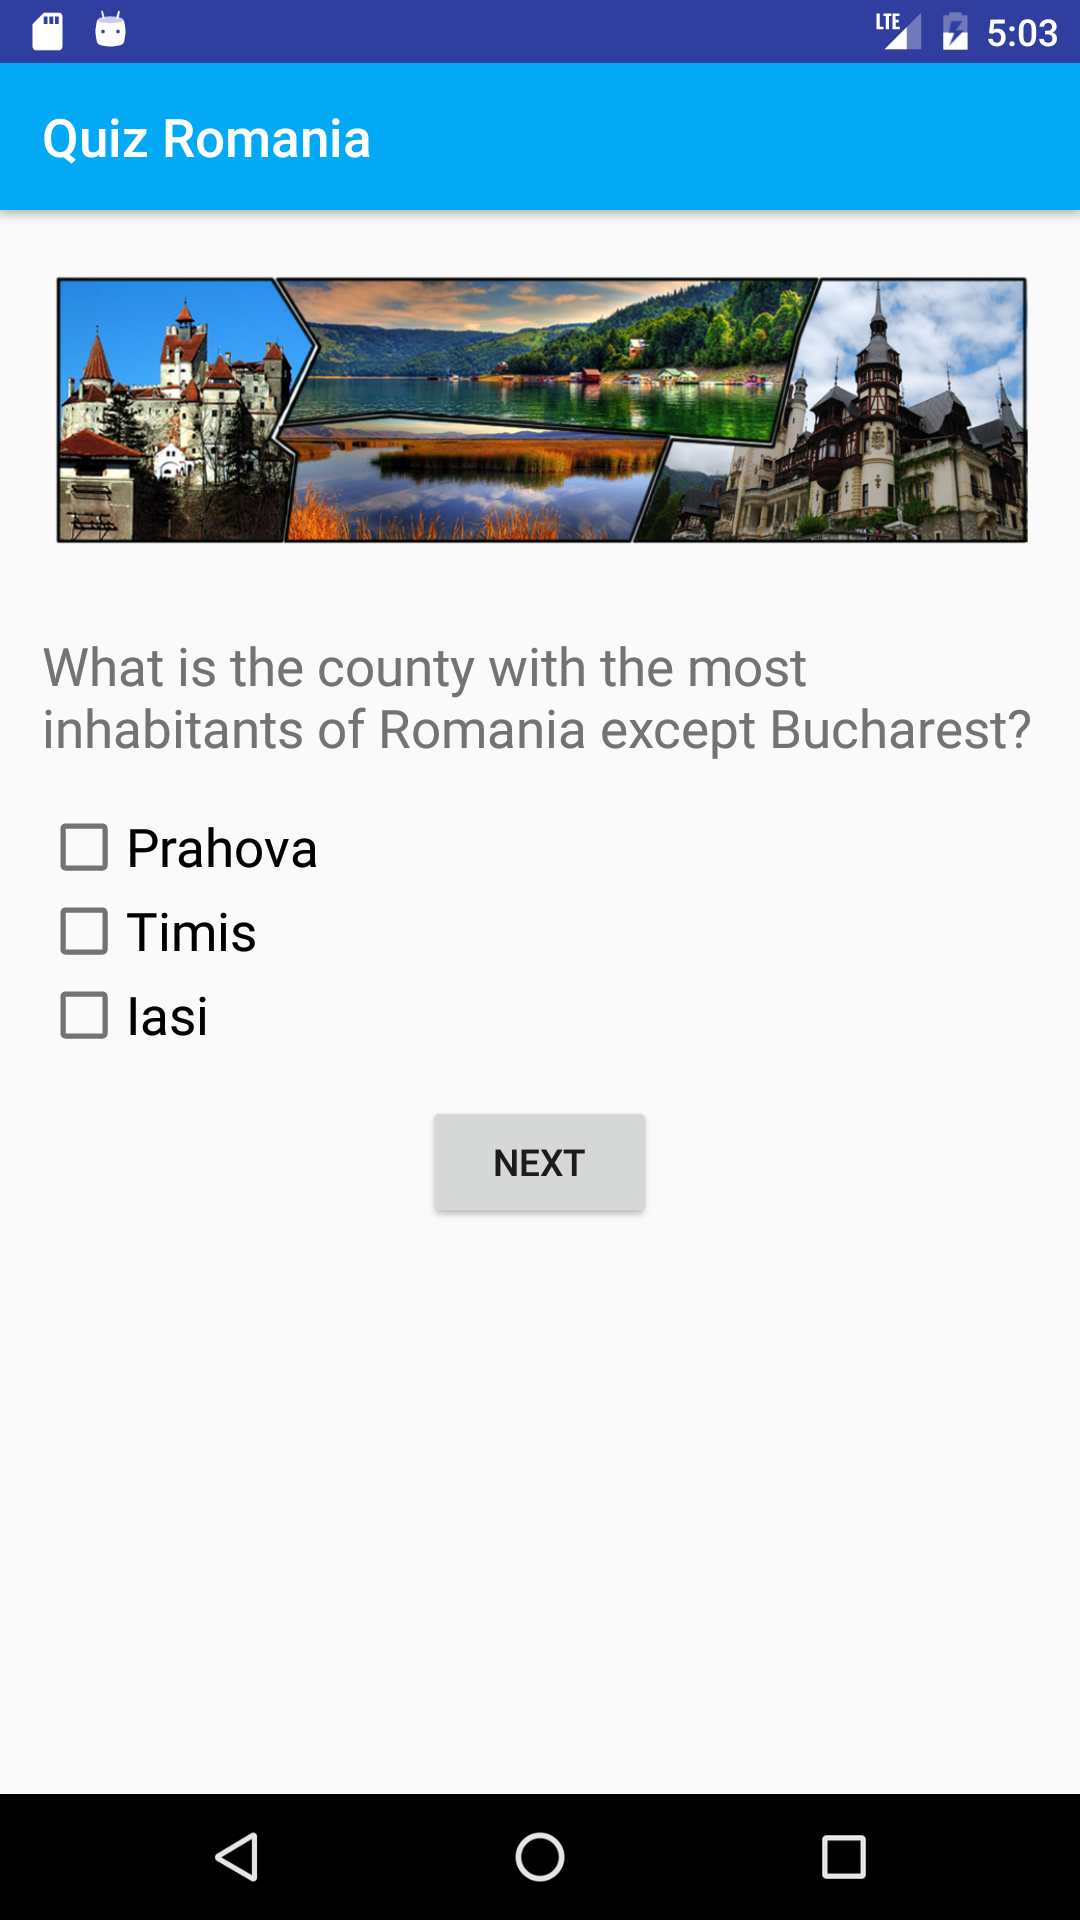 LTE 5:03
Quiz Romania
What is the county with the most
inhabitants of Romania except Bucharest?
Prahova
Timis
Iasi
NEXT